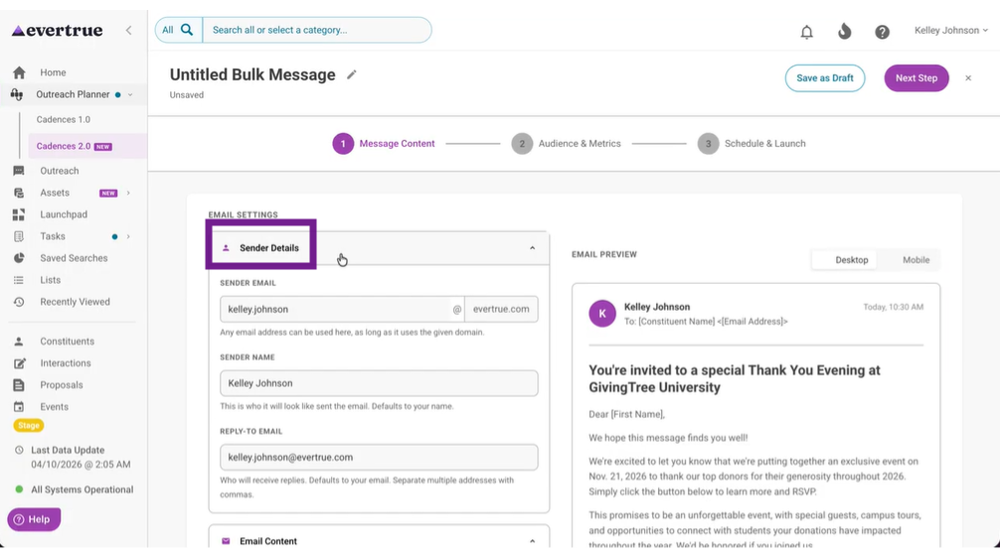 evertrue
All
Search all or select a category...
Kelley Johnson
Home
Outreach Planner
Cadences 1.0
Cadences 2.0 NEW
Outreach
Assets NEW
Launchpad
Tasks
Saved Searches
Lists
Recently Viewed
Constituents
Interactions
Proposals
Events
Stage
Last Data Update
04/10/2026 @ 2:05 AM
All Systems Operational
Help
Untitled Bulk Message
Unsaved
Save as Draft
Next Step
1 Message Content
2 Audience & Metrics
3 Schedule & Launch
EMAIL SETTINGS
Sender Details
SENDER EMAIL
kelley.johnson @ evertrue.com
Any email address can be used here, as long as it uses the given domain.
SENDER NAME
Kelley Johnson
This is who it will look like sent the email. Defaults to your name.
REPLY-TO EMAIL
kelley.johnson@evertrue.com
Who will receive replies. Defaults to your email. Separate multiple addresses with
commas.
Email Content
EMAIL PREVIEW
Desktop
Mobile
K
Kelley Johnson
Today, 10:30 AM
To: [Constituent Name] <[Email Address]>
You're invited to a special Thank You Evening at
GivingTree University
Dear [First Name],
We hope this message finds you well!
We're excited to let you know that we're putting together an exclusive event on
Nov. 21, 2026 to thank our top donors for their generosity throughout 2026.
Simply click the button below to learn more and RSVP.
This promises to be an unforgettable event, with special guests, campus tours,
and opportunities to connect with students your donations have impacted
throughout the year. We'd be honored if you joined us